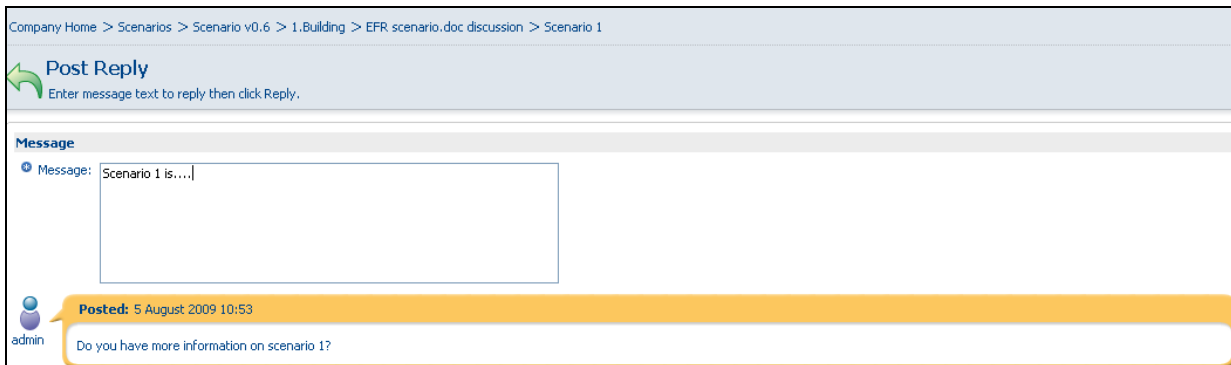 Company Home > Scenarios > Scenario v0.6 > 1.Building > EFR scenario.doc discussion > Scenario 1
Post Reply
Enter message text to reply then click Reply.
Message
Message: Scenario 1 is....
Posted: 5 August 2009 10:53
admin
Do you have more information on scenario 1?